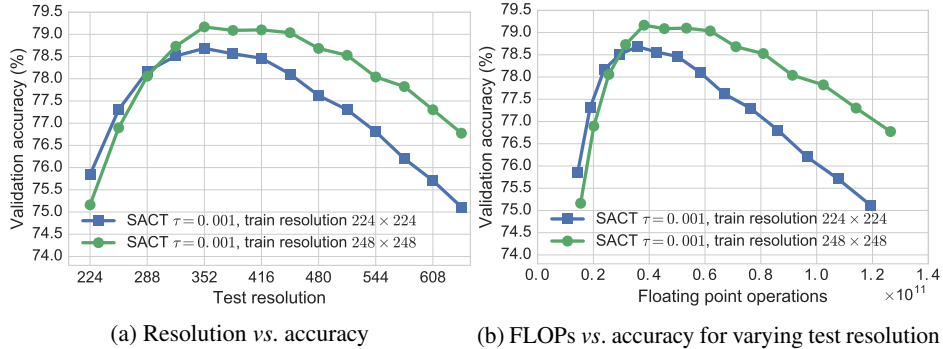 79.5
79.0
78.5
78.0
77.5
77.0
76.5
76.0
75.5
75.0
74.5
74.0
Validation accuracy (%)
SACT τ = 0.001, train resolution 224 × 224
SACT τ = 0.001, train resolution 248 × 248
224 288 352 416 480 544 608
Test resolution
(a) Resolution vs. accuracy
79.5
79.0
78.5
78.0
77.5
77.0
76.5
76.0
75.5
75.0
74.5
74.0
Validation accuracy (%)
SACT τ = 0.001, train resolution 224 × 224
SACT τ = 0.001, train resolution 248 × 248
0.0 0.2 0.4 0.6 0.8 1.0 1.2 1.4
Floating point operations
×10¹¹
(b) FLOPs vs. accuracy for varying test resolution